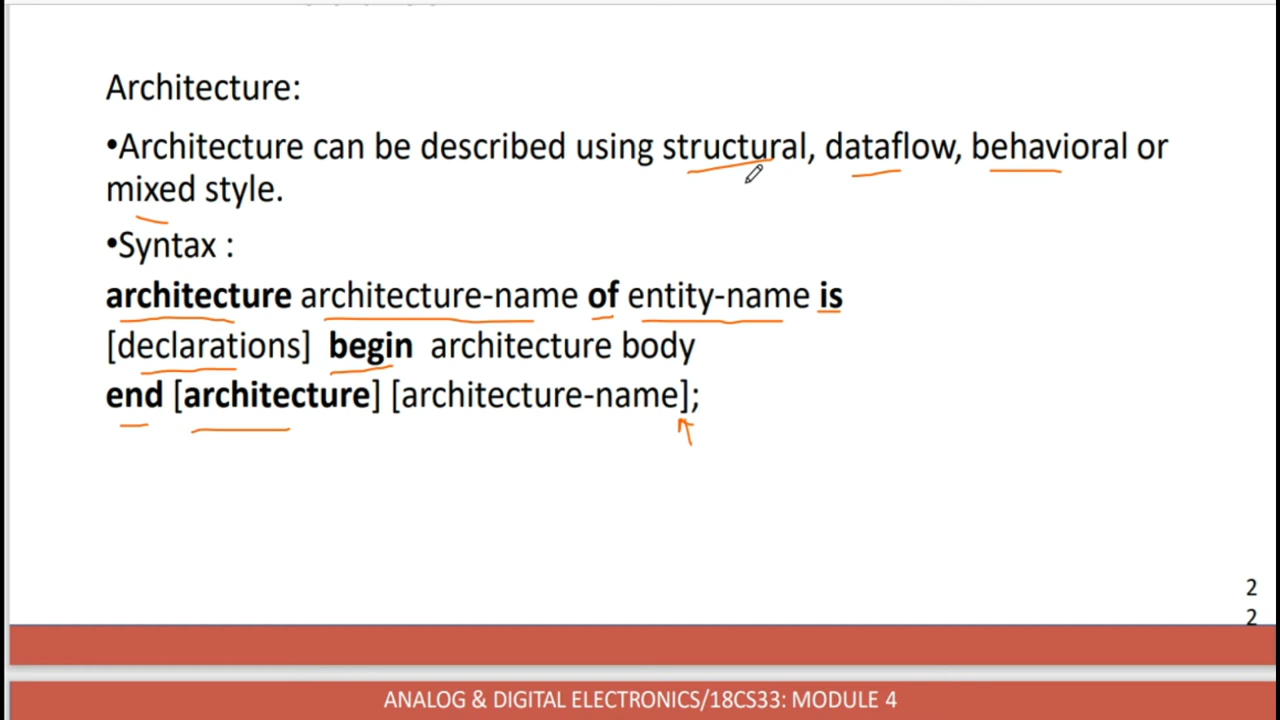 Architecture:
•Architecture can be described using structural, dataflow, behavioral or
mixed style.
•Syntax :
architecture architecture-name of entity-name is
[declarations] begin architecture body
end [architecture] [architecture-name];
2
2
ANALOG & DIGITAL ELECTRONICS/18CS33: MODULE 4